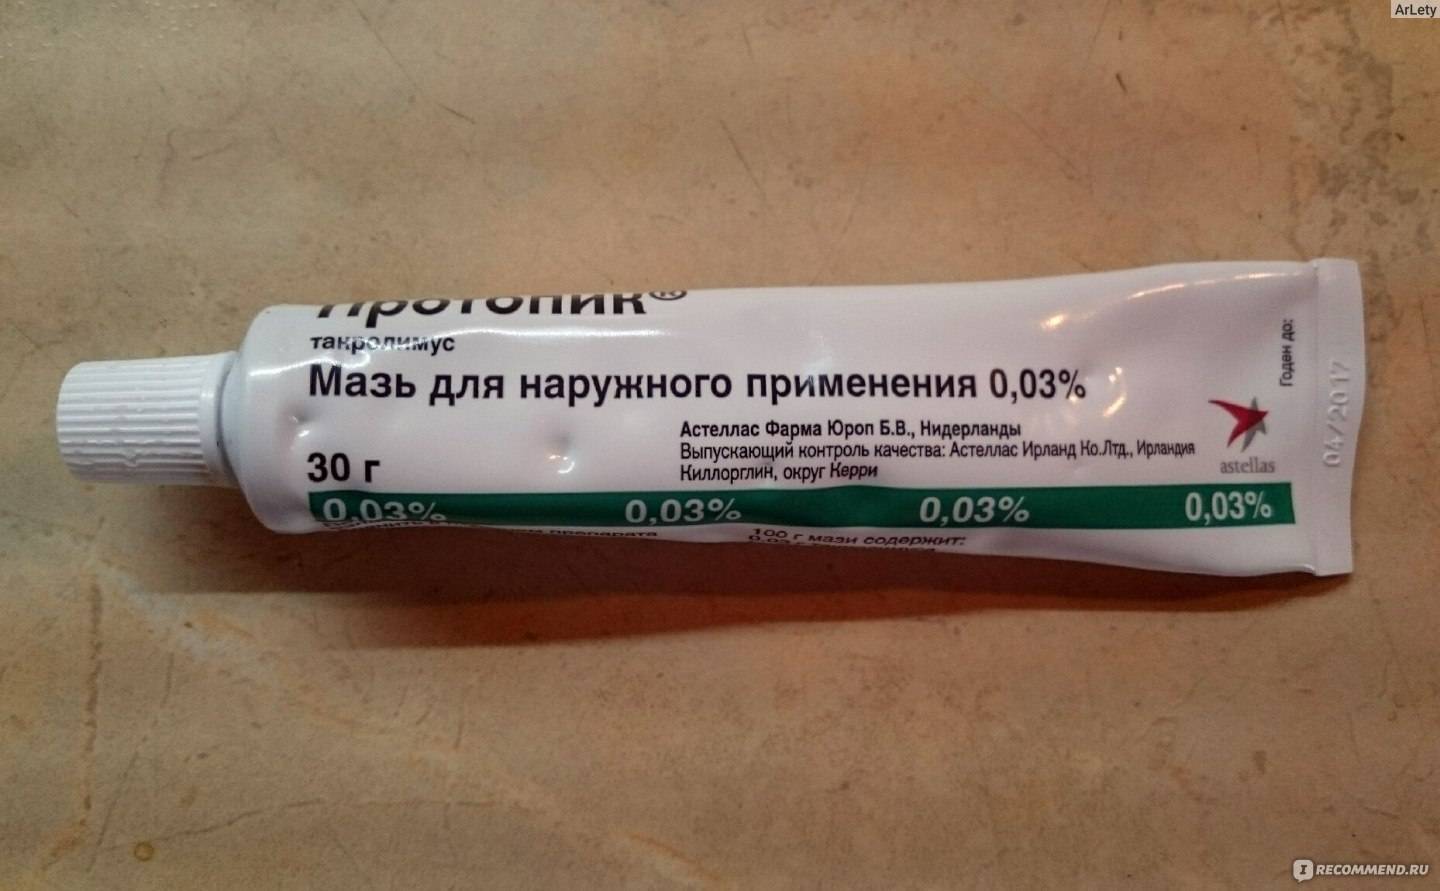 ArLety
Протопик®
такролимус
Мазь для наружного применения 0,03%
Астеллас Фарма Юроп Б.В., Нидерланды
Выпускающий контроль качества: Астеллас Ирланд Ко.Лтд., Ирландия
Киллорглин, округ Керри
30 г
astellas
Годен до:
04/2017
0,03% 0,03% 0,03% 0,03%
препарата
100 г мази содержит:
IRECOMMEND.RU